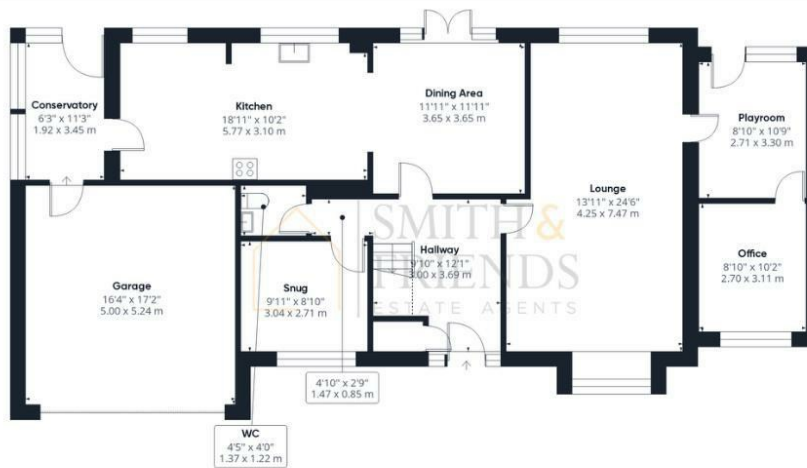 Conservatory
6'3" x 11'3"
1.92 x 3.45 m
Kitchen
18'11" x 10'2"
5.77 x 3.10 m
Dining Area
11'11" x 11'11"
3.65 x 3.65 m
Playroom
8'10" x 10'9"
2.71 x 3.30 m
Lounge
13'11" x 24'6"
4.25 x 7.47 m
SMITH &
FRIENDS
ESTATE AGENTS
Hallway
9'10" x 12'1"
3.00 x 3.69 m
Office
8'10" x 10'2"
2.70 x 3.11 m
Garage
16'4" x 17'2"
5.00 x 5.24 m
Snug
9'11" x 8'10"
3.04 x 2.71 m
4'10" x 2'9"
1.47 x 0.85 m
WC
4'5" x 4'0"
1.37 x 1.22 m